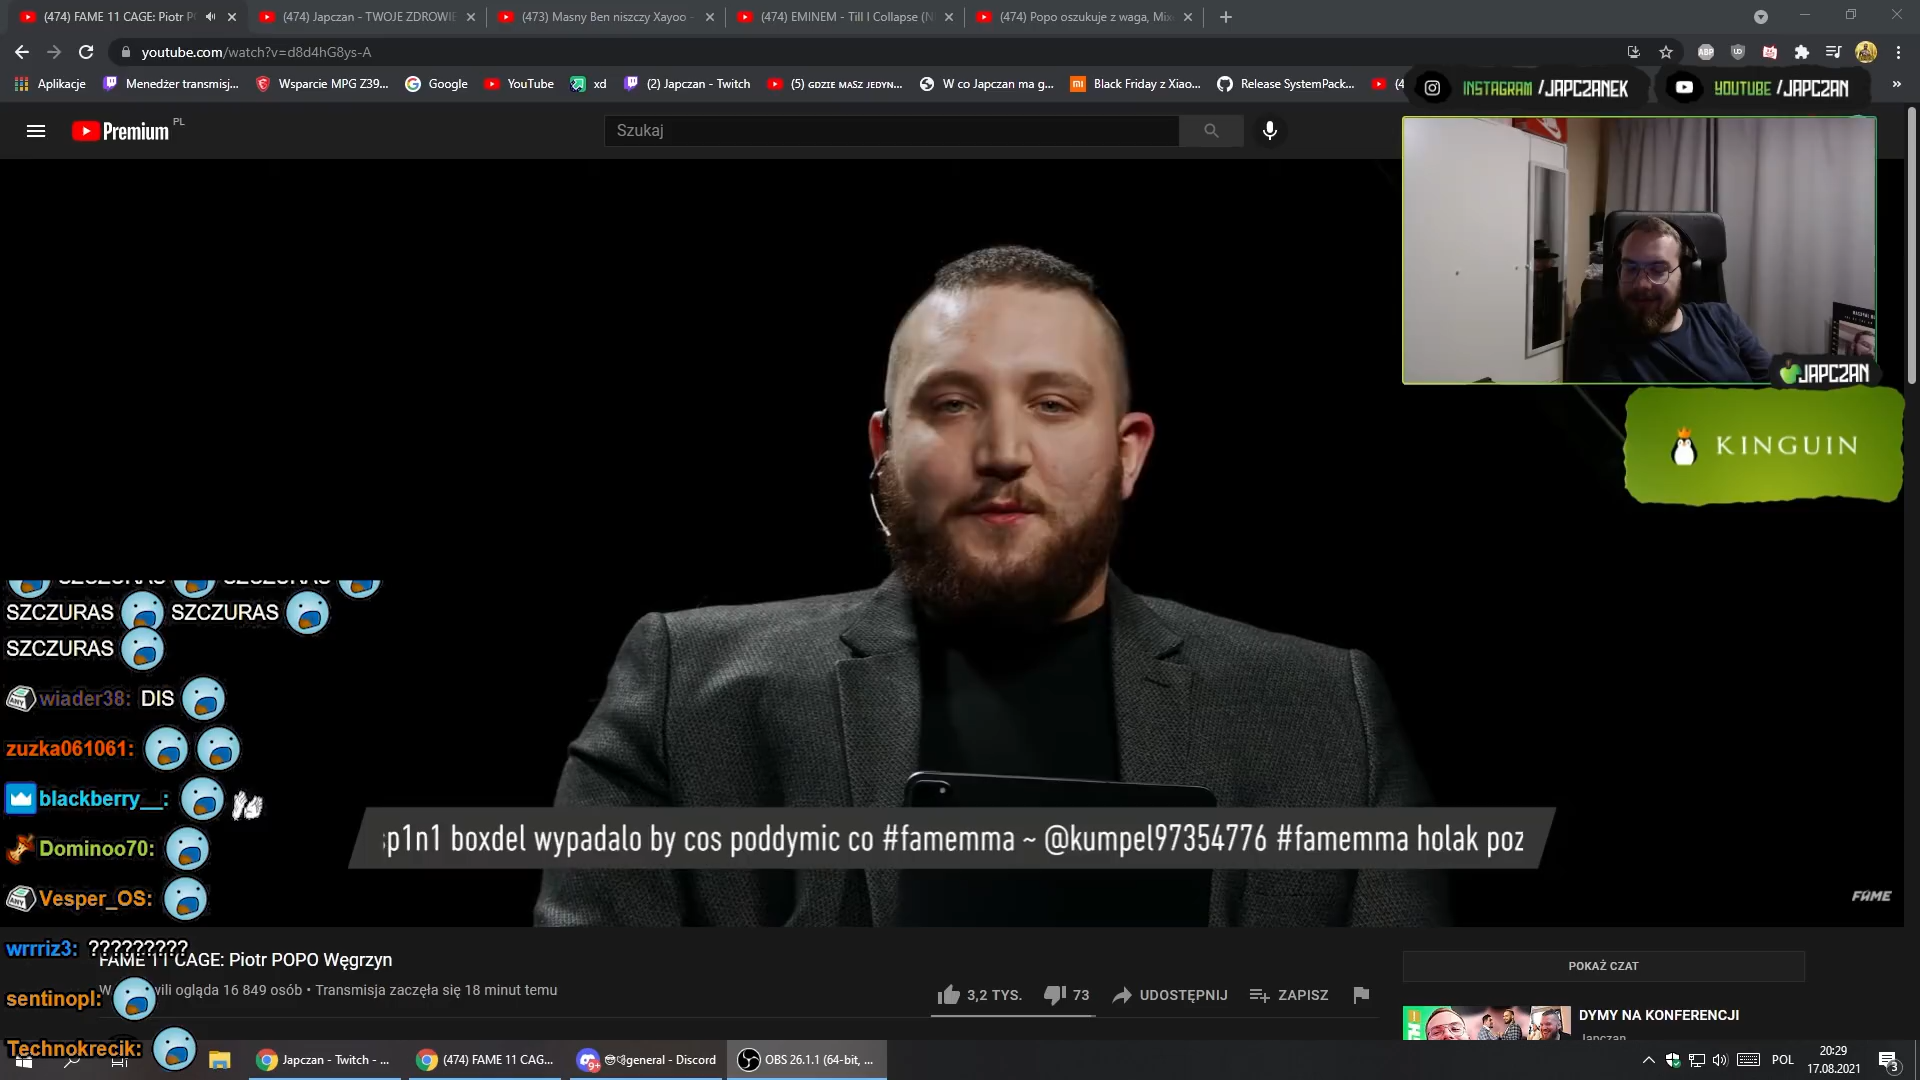 (474) FAME 11 CAGE: Piotr P
(474) Japczan - TWOJE ZDROWIE
(473) Masny Ben niszczy Xayoo -
(474) EMINEM - Till I Collapse (N
(474) Popo oszukuje z waga, Mix
youtube.com/watch?v=d8d4hG8ys-A
Aplikacje
Menedżer transmisj...
Wsparcie MPG Z39...
Google
YouTube
xd
(2) Japczan - Twitch
(5) GDZIE MASZ JEDYN...
W co Japczan ma g...
Black Friday z Xiao...
Release SystemPack...
INSTAGRAM /JAPCZANEK
YOUTUBE /JAPCZAN
Premium PL
Szukaj
JAPCZAN
KINGUIN
SZCZURAS SZCZURAS
SZCZURAS SZCZURAS
SZCZURAS
wiader38: DIS
zuzka061061:
blackberry__:
Dominoo70:
Vesper_OS:
wrrriz3: ?????????
sentinopl:
Technokrecik:
p1n1 boxdel wypadalo by cos poddymic co #famemma ~ @kumpel97354776 #famemma holak poz
FAME
FAME 11 CAGE: Piotr POPO Węgrzyn
ogląda 16 849 osób • Transmisja zaczęła się 18 minut temu
3,2 TYS.
73
UDOSTĘPNIJ
ZAPISZ
POKAŻ CZAT
DYMY NA KONFERENCJI
Japczan
Japczan - Twitch - ...
(474) FAME 11 CAG...
general - Discord
OBS 26.1.1 (64-bit, ...
POL
20:29
17.08.2021
3